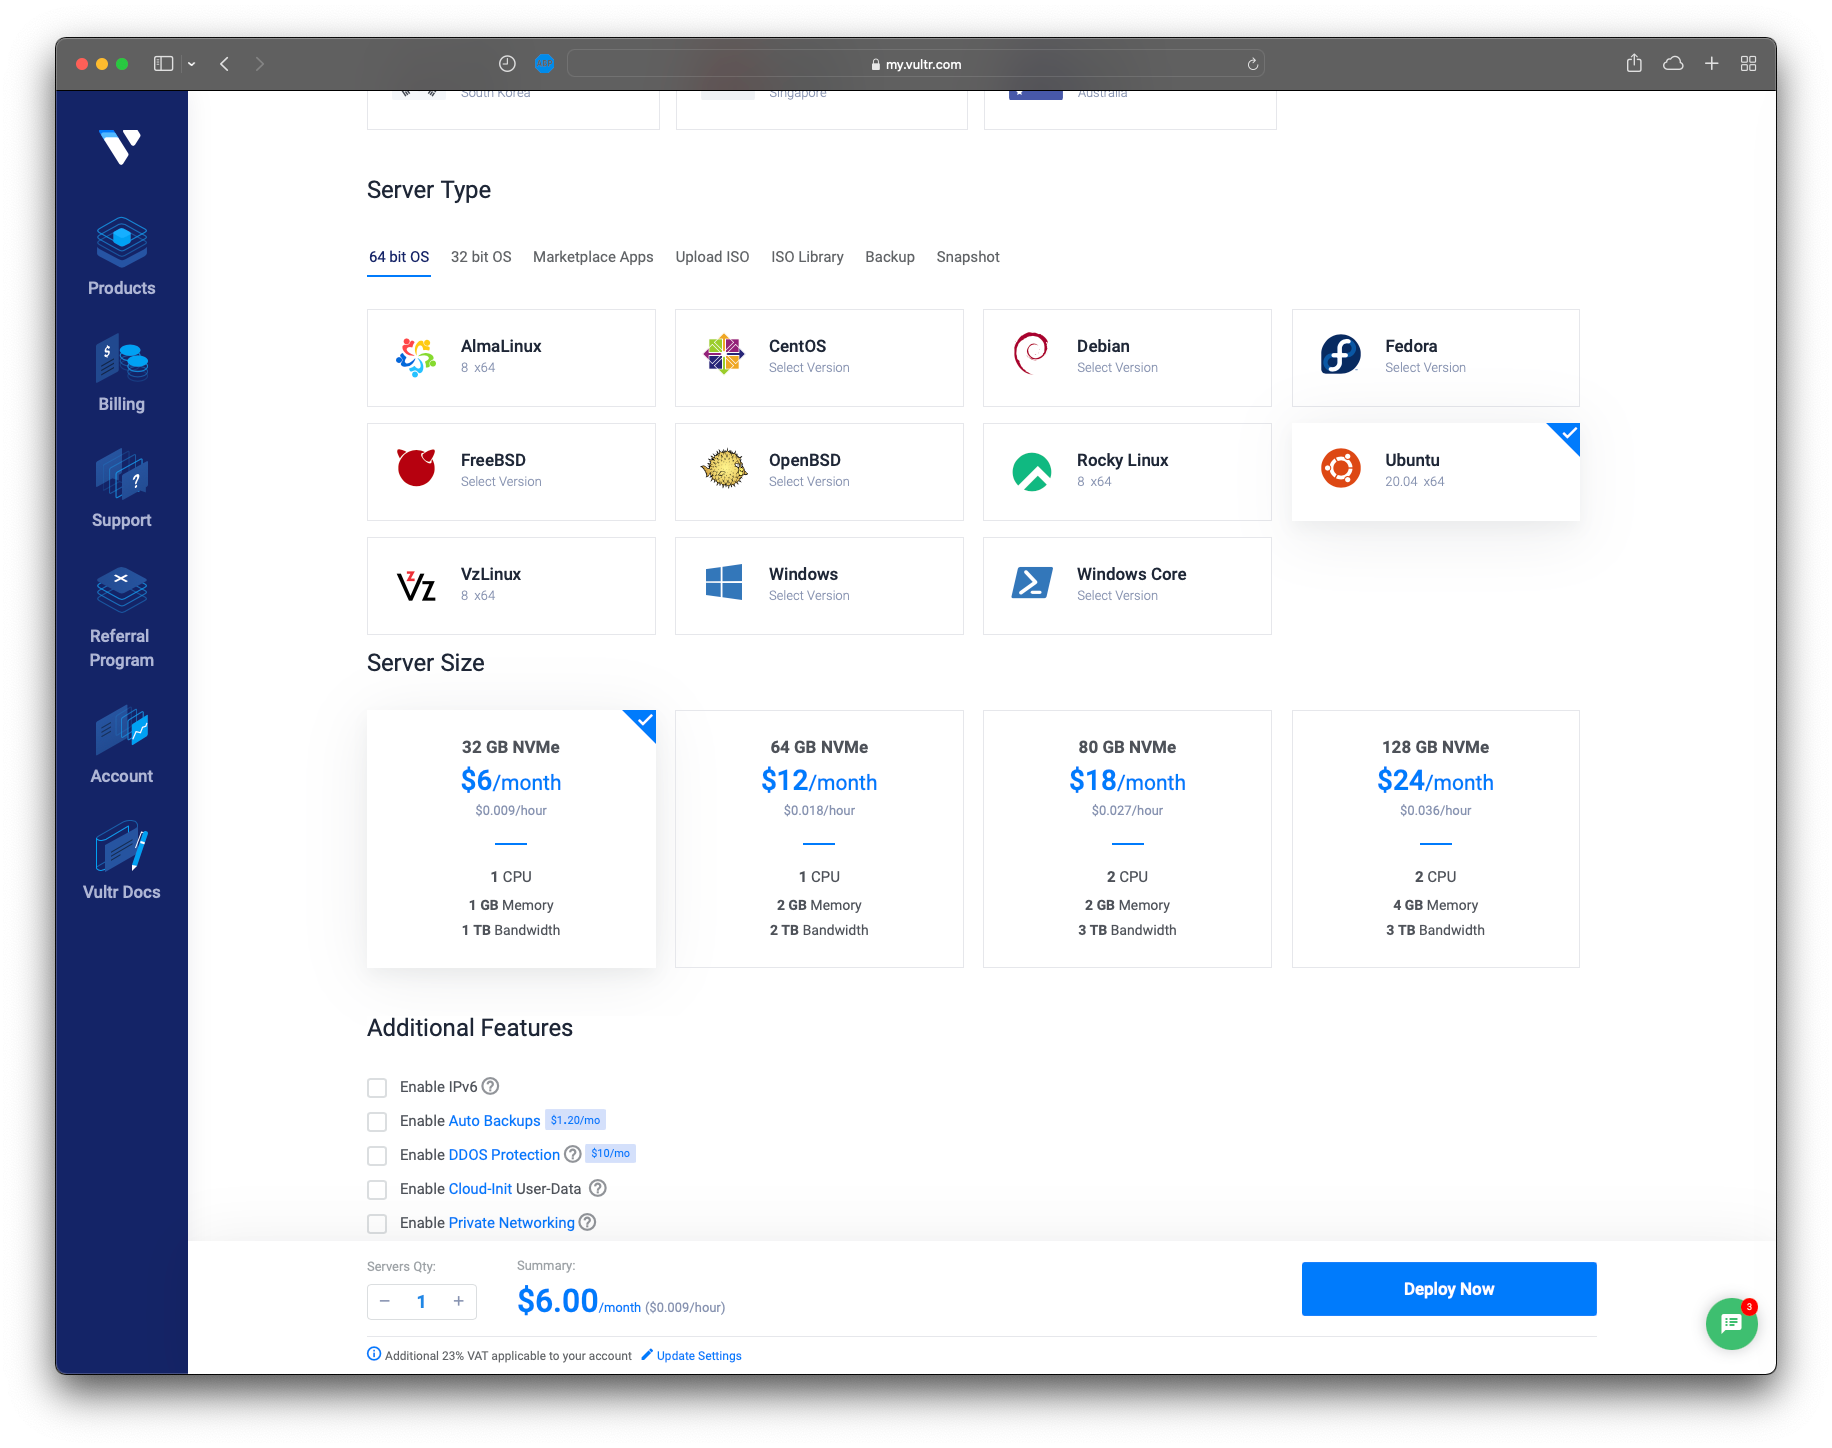 my.vultr.com
South Korea
Singapore
Australia
Products
Billing
Support
Referral
Program
Account
Vultr Docs
Server Type
64 bit OS
32 bit OS
Marketplace Apps
Upload ISO
ISO Library
Backup
Snapshot
AlmaLinux
8 x64
CentOS
Select Version
Debian
Select Version
Fedora
Select Version
FreeBSD
Select Version
OpenBSD
Select Version
Rocky Linux
8 x64
Ubuntu
20.04 x64
VzLinux
8 x64
Windows
Select Version
Windows Core
Select Version
Server Size
32 GB NVMe
$6/month
$0.009/hour
1 CPU
1 GB Memory
1 TB Bandwidth
64 GB NVMe
$12/month
$0.018/hour
1 CPU
2 GB Memory
2 TB Bandwidth
80 GB NVMe
$18/month
$0.027/hour
2 CPU
2 GB Memory
3 TB Bandwidth
128 GB NVMe
$24/month
$0.036/hour
2 CPU
4 GB Memory
3 TB Bandwidth
Additional Features
Enable IPv6
Enable Auto Backups $1.20/mo
Enable DDOS Protection $10/mo
Enable Cloud-Init User-Data
Enable Private Networking
Servers Qty:
− 1 +
Summary:
$6.00/month ($0.009/hour)
Deploy Now
3
Additional 23% VAT applicable to your account Update Settings